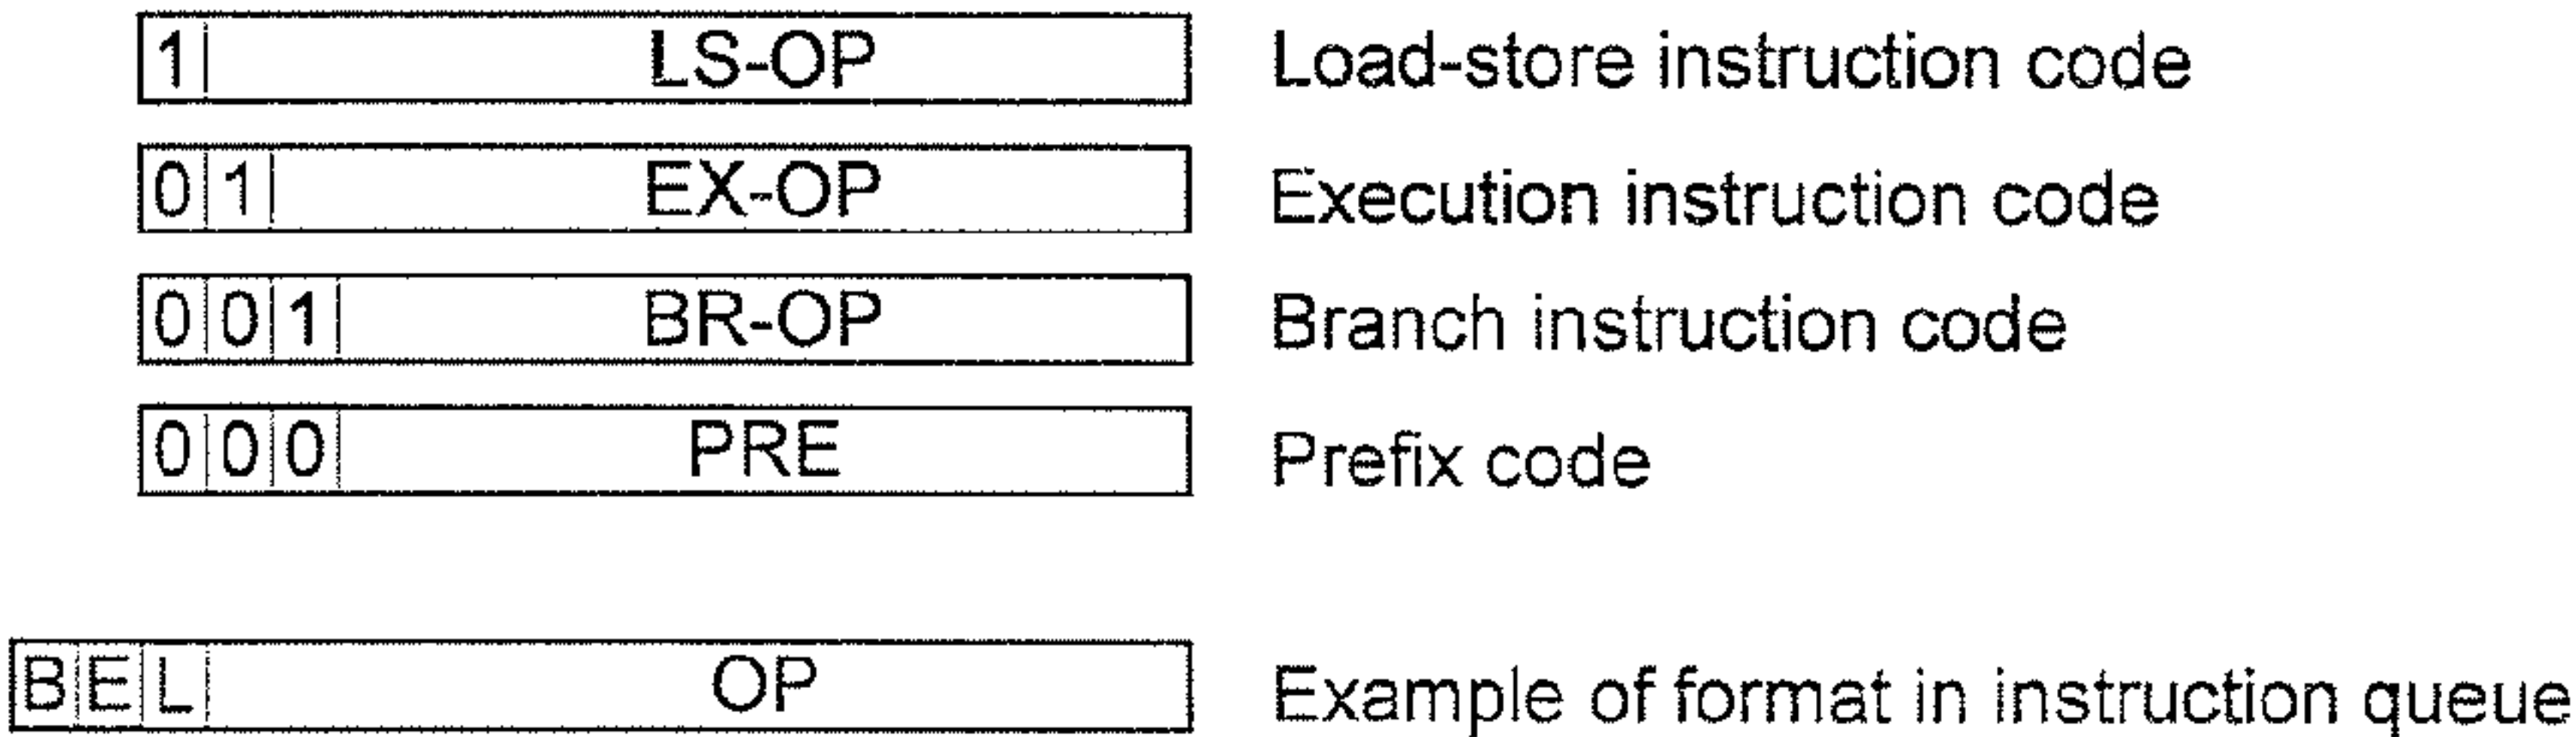 1 LS-OP Load-store instruction code
0 1 EX-OP Execution instruction code
0 0 1 BR-OP Branch instruction code
0 0 0 PRE Prefix code
B E L OP Example of format in instruction queue